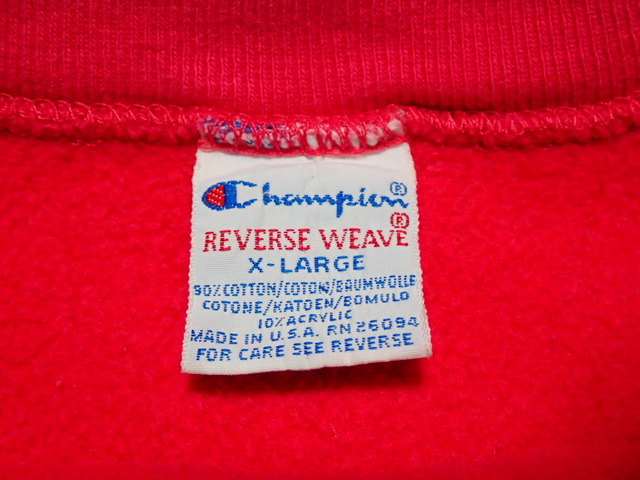 Champion®
REVERSE WEAVE®
X-LARGE
90% COTTON/COTON/BAUMWOLLE
COTONE/KATOEN/BOMULD
10% ACRYLIC
MADE IN U.S.A. RN 26094
FOR CARE SEE REVERSE